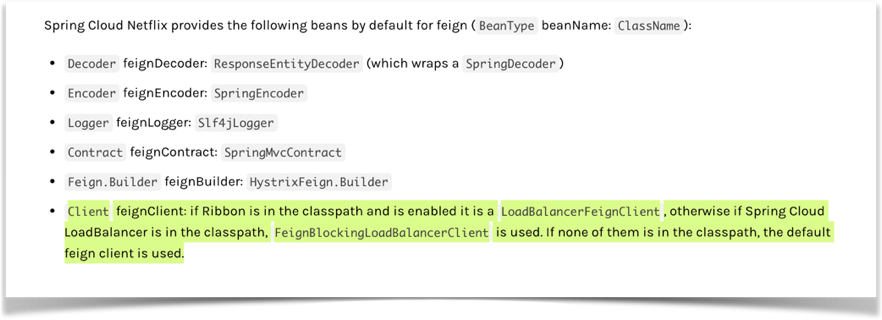 Spring Cloud Netflix provides the following beans by default for feign ( BeanType beanName: ClassName ):
• Decoder feignDecoder: ResponseEntityDecoder (which wraps a SpringDecoder )
• Encoder feignEncoder: SpringEncoder
• Logger feignLogger: Slf4jLogger
• Contract feignContract: SpringMvcContract
• Feign.Builder feignBuilder: HystrixFeign.Builder
• Client feignClient: if Ribbon is in the classpath and is enabled it is a LoadBalancerFeignClient , otherwise if Spring Cloud
LoadBalancer is in the classpath, FeignBlockingLoadBalancerClient is used. If none of them is in the classpath, the default
feign client is used.